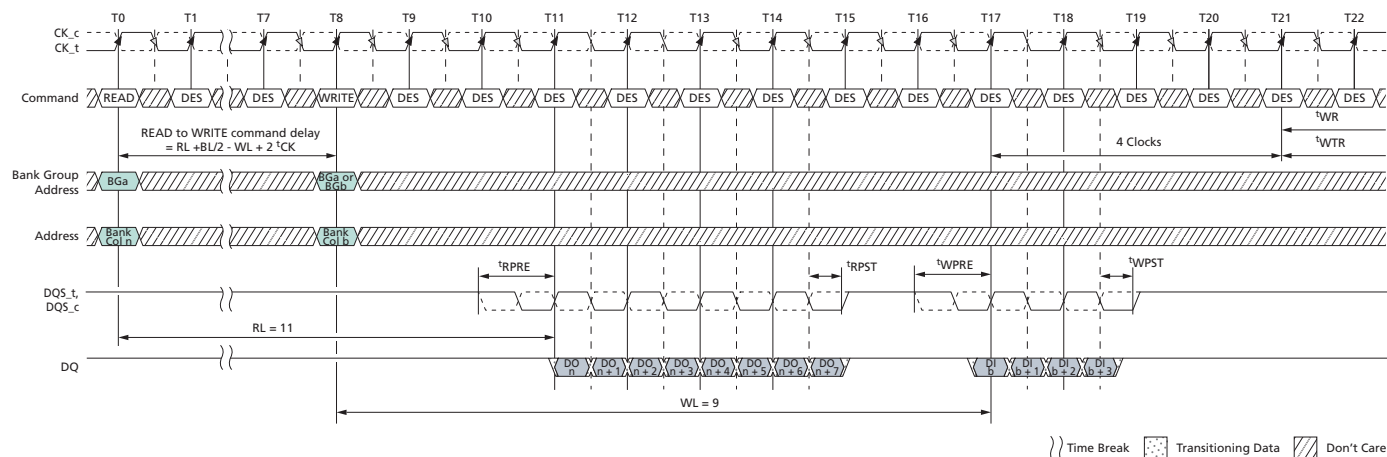 T0 T1 T7 T8 T9 T10 T11 T12 T13 T14 T15 T16 T17 T18 T19 T20 T21 T22
CK_c
CK_t
Command READ DES DES WRITE DES DES DES DES DES DES DES DES DES DES DES DES DES DES
tWR
READ to WRITE command delay
= RL +BL/2 - WL + 2 tCK
4 Clocks
tWTR
Bank Group
Address
BGa
BGa or
BGb
Address
Bank
Col n
Bank
Col b
tRPRE
tRPST
tWPRE
tWPST
DQS_t,
DQS_c
RL = 11
DQ
DO
n
DO
n + 1
DO
n + 2
DO
n + 3
DO
n + 4
DO
n + 5
DO
n + 6
DO
n + 7
DI
b
DI
b + 1
DI
b + 2
DI
b + 3
WL = 9
Time Break
Transitioning Data
Don't Care